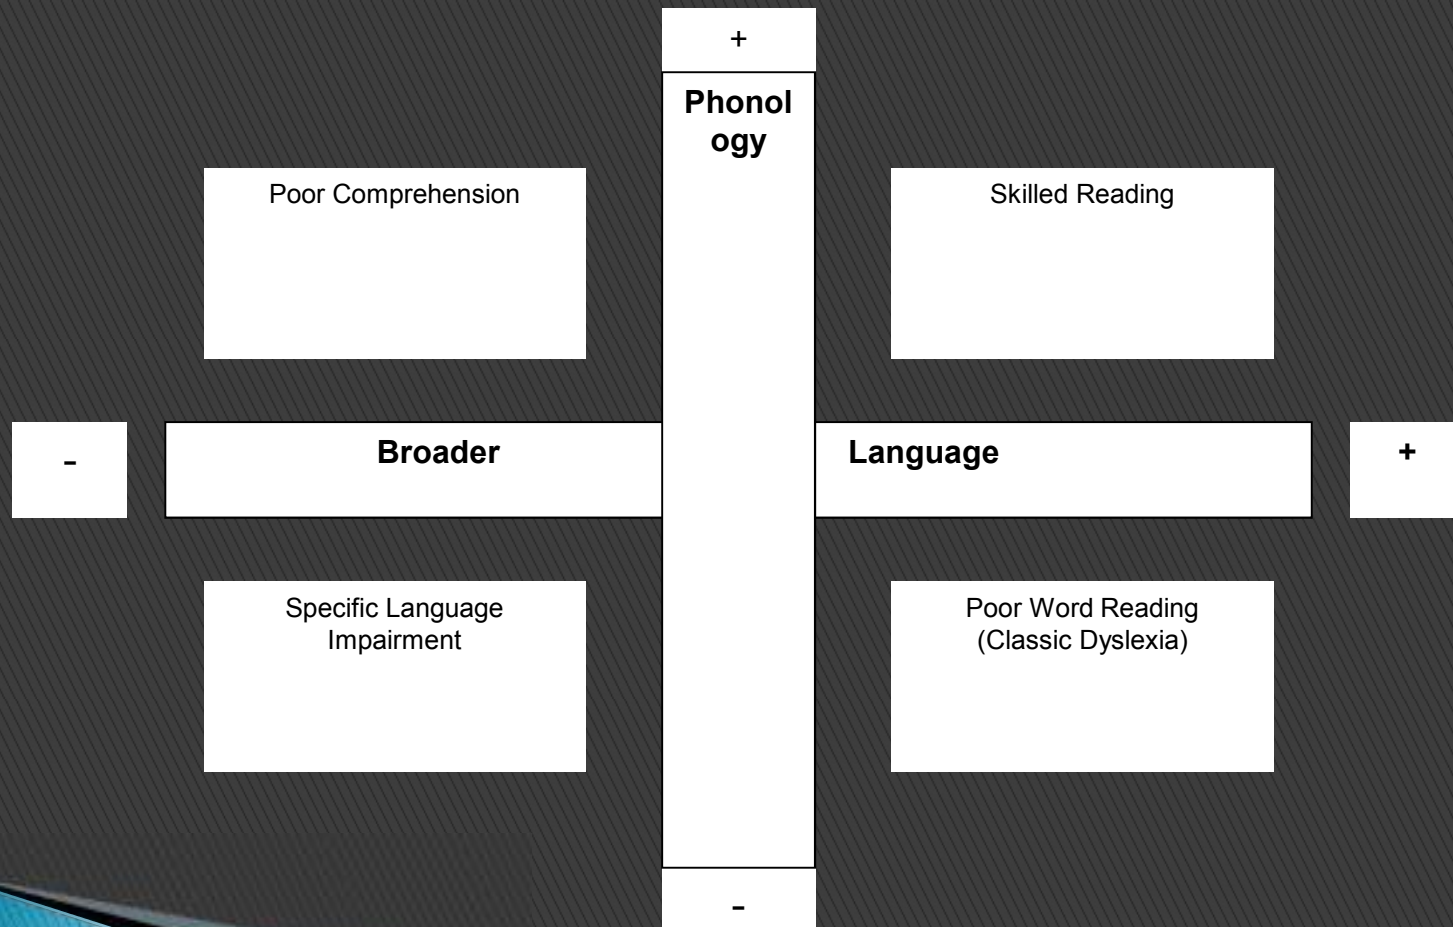 +
Phonol
ogy
Poor Comprehension
Skilled Reading
-
Broader
Language
+
Specific Language
Impairment
Poor Word Reading
(Classic Dyslexia)
-